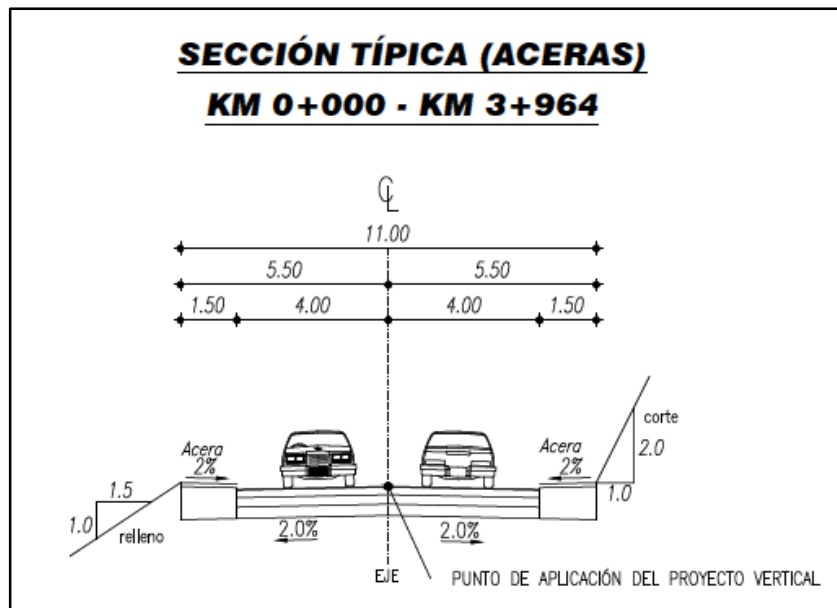 SECCIÓN TÍPICA (ACERAS)
KM 0+000 - KM 3+964
CL
11.00
5.50 5.50
1.50 4.00 4.00 1.50
corte
2.0
1.0
Acera
2%
Acera
2%
1.5
1.0
relleno
2.0% 2.0%
EJE
PUNTO DE APLICACIÓN DEL PROYECTO VERTICAL